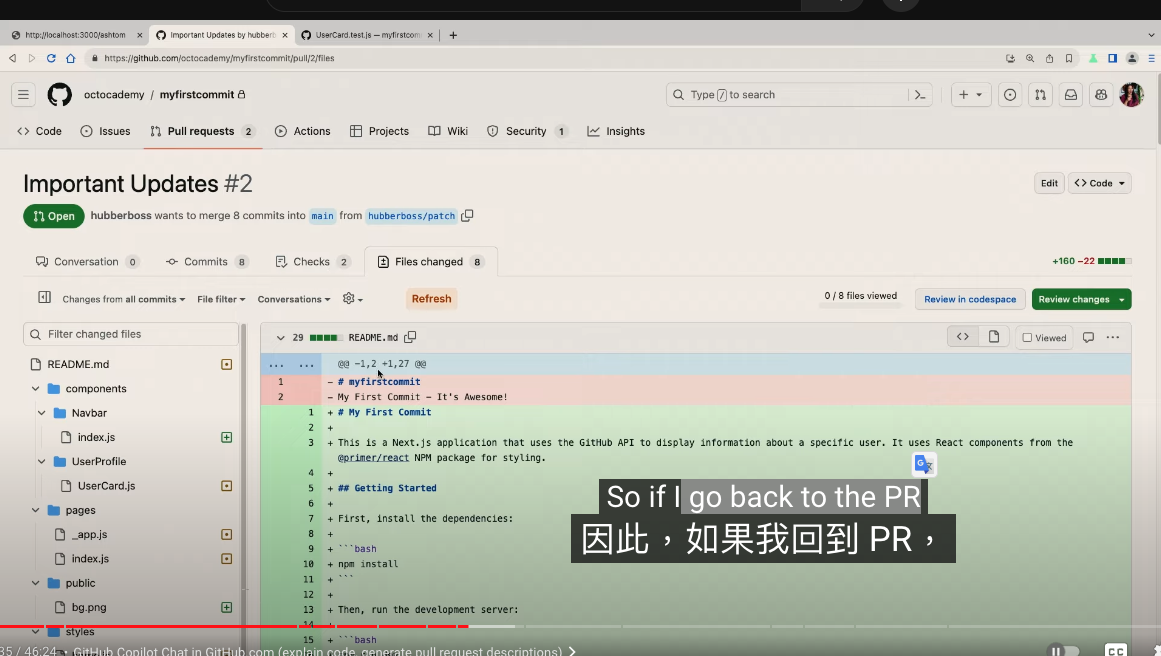 http://localhost:3000/ashtom
Important Updates by hubberb
UserCard.test.js — myfirstcom
https://github.com/octocademy/myfirstcommit/pull/2/files
octocademy / myfirstcommit
Type / to search
Code
Issues
Pull requests 2
Actions
Projects
Wiki
Security 1
Insights
Important Updates #2
Edit
<> Code
Open
hubberboss wants to merge 8 commits into main from hubberboss/patch
Conversation 0
Commits 8
Checks 2
Files changed 8
+160 −22
Changes from all commits
File filter
Conversations
Refresh
0 / 8 files viewed
Review in codespace
Review changes
Filter changed files
29 README.md
Viewed
README.md
components
Navbar
index.js
UserProfile
UserCard.js
pages
_app.js
index.js
public
bg.png
styles
... ... @@ −1,2 +1,27 @@
1 − # myfirstcommit
2 − My First Commit − It's Awesome!
1 + # My First Commit
2 +
3 + This is a Next.js application that uses the GitHub API to display information about a specific user. It uses React components from the
@primer/react NPM package for styling.
4 +
5 + ## Getting Started
6 +
7 + First, install the dependencies:
8 +
9 + ```bash
10 + npm install
11 + ```
12 +
13 + Then, run the development server:
14 +
15 + ```bash
So if I go back to the PR
因此，如果我回到 PR，
35 / 46:24 • GitHub Copilot Chat in GitHub.com (explain code, generate pull request descriptions)
CC